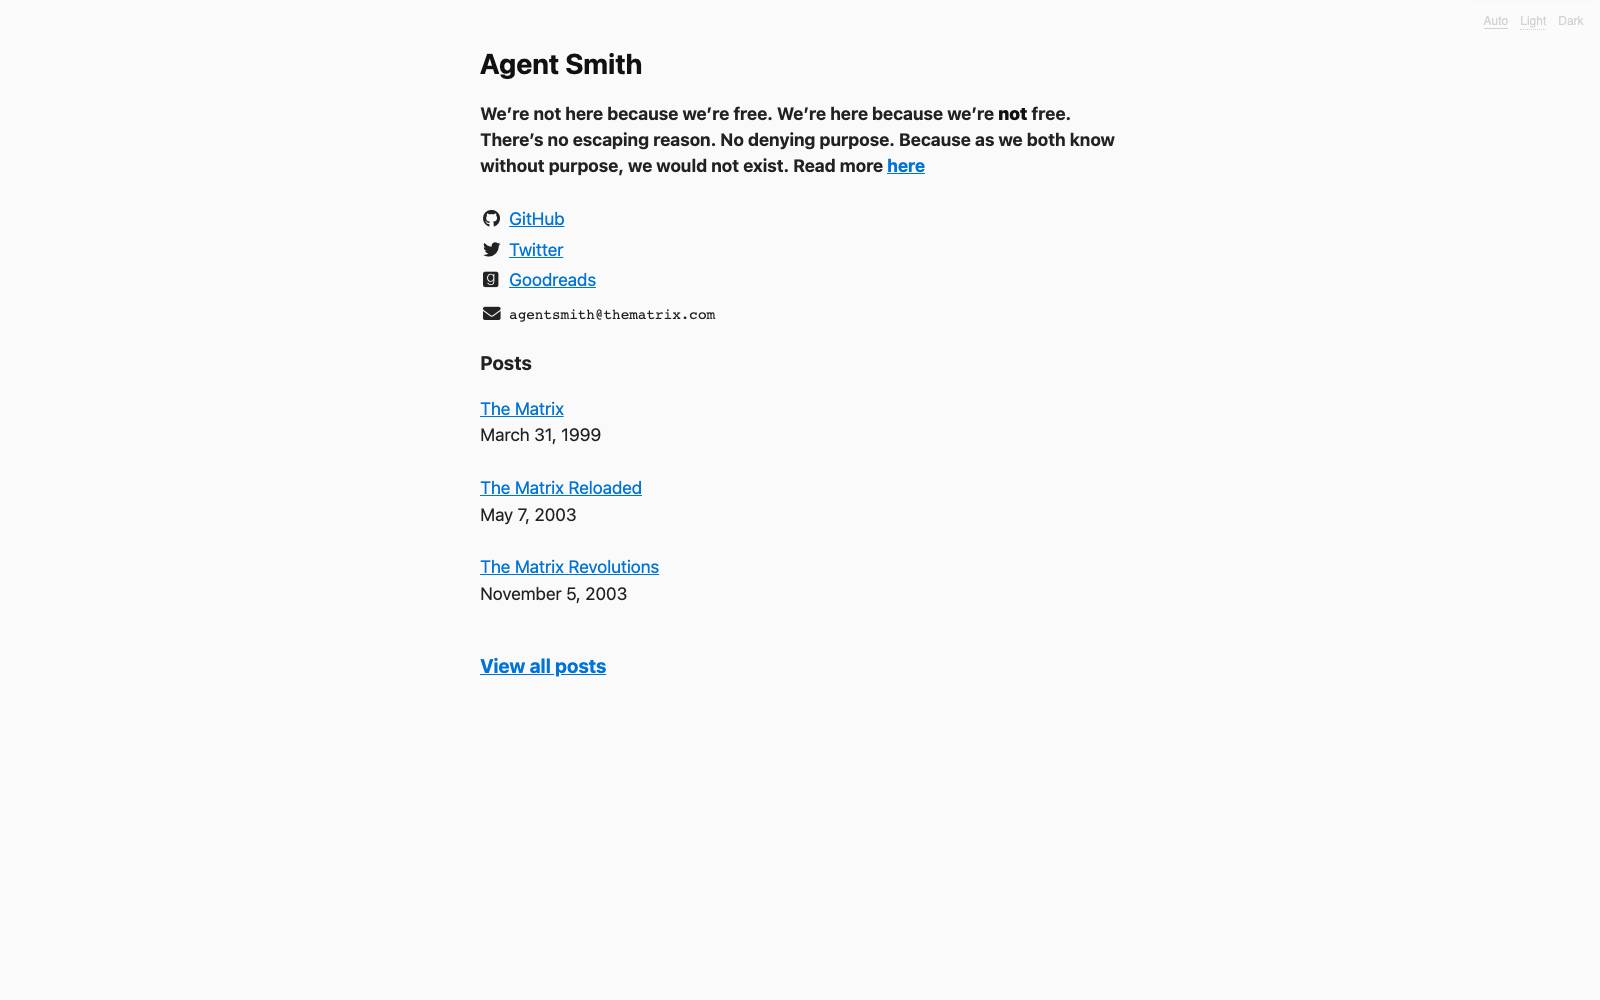 Auto Light Dark
Agent Smith
We’re not here because we’re free. We’re here because we’re not free.
There’s no escaping reason. No denying purpose. Because as we both know
without purpose, we would not exist. Read more here
GitHub
Twitter
Goodreads
agentsmith@thematrix.com
Posts
The Matrix
March 31, 1999
The Matrix Reloaded
May 7, 2003
The Matrix Revolutions
November 5, 2003
View all posts